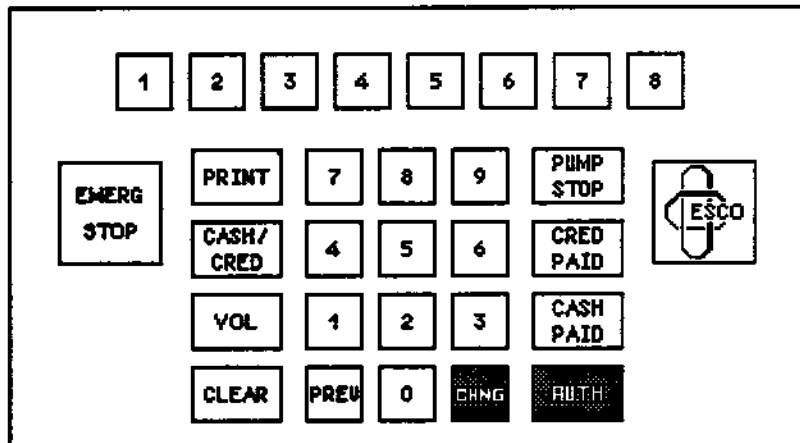 1 2 3 4 5 6 7 8
EMERG
STOP
PRINT 7 8 9 PUMP
STOP
ESCO
CASH/
CRED 4 5 6 CRED
PAID
VOL 1 2 3 CASH
PAID
CLEAR PREV 0 CHNG AUTH